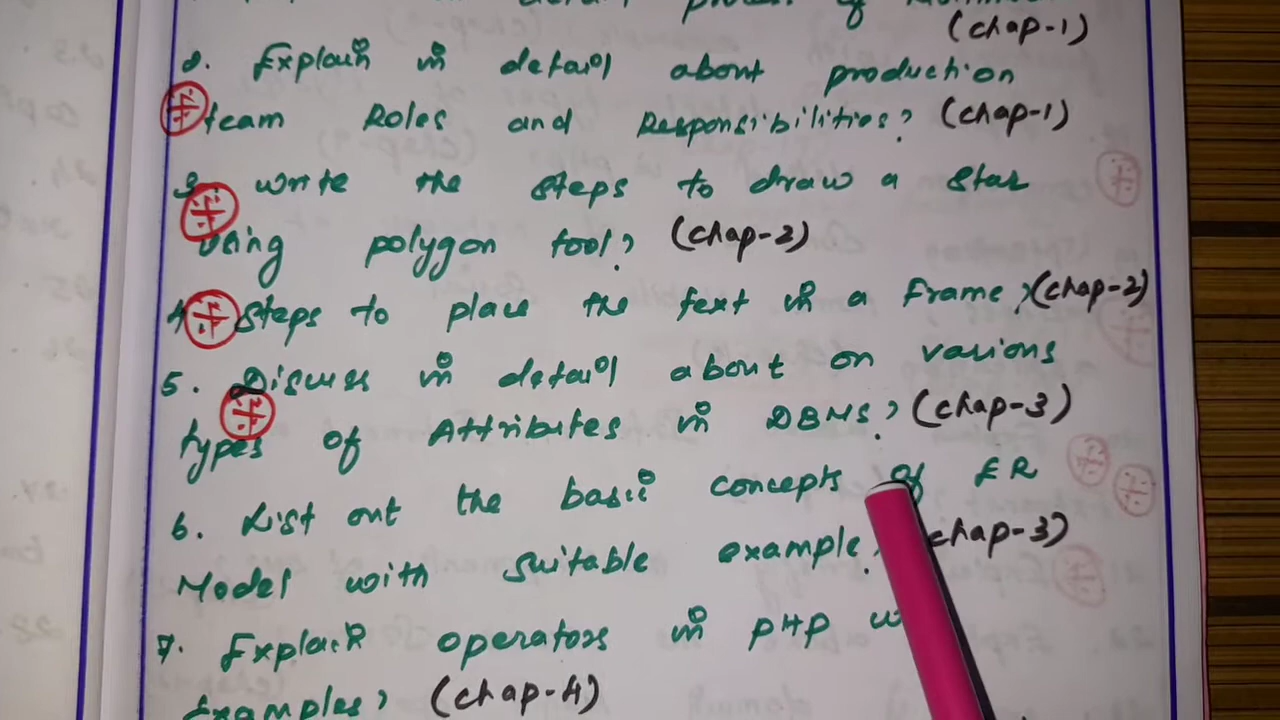 detail process of
(chap-1)
2. Explain in detail about production
team Roles and Responsibilities? (chap-1)
3. write the steps to draw a star
using polygon tool? (chap-2)
4. Steps to place the text in a Frame? (chap-2)
5. Discuss in detail about on various
types of Attributes in DBMS? (chap-3)
6. List out the basic concepts of ER
Model with suitable example? (chap-3)
7. Explain operators in PHP
Examples? (chap-4)